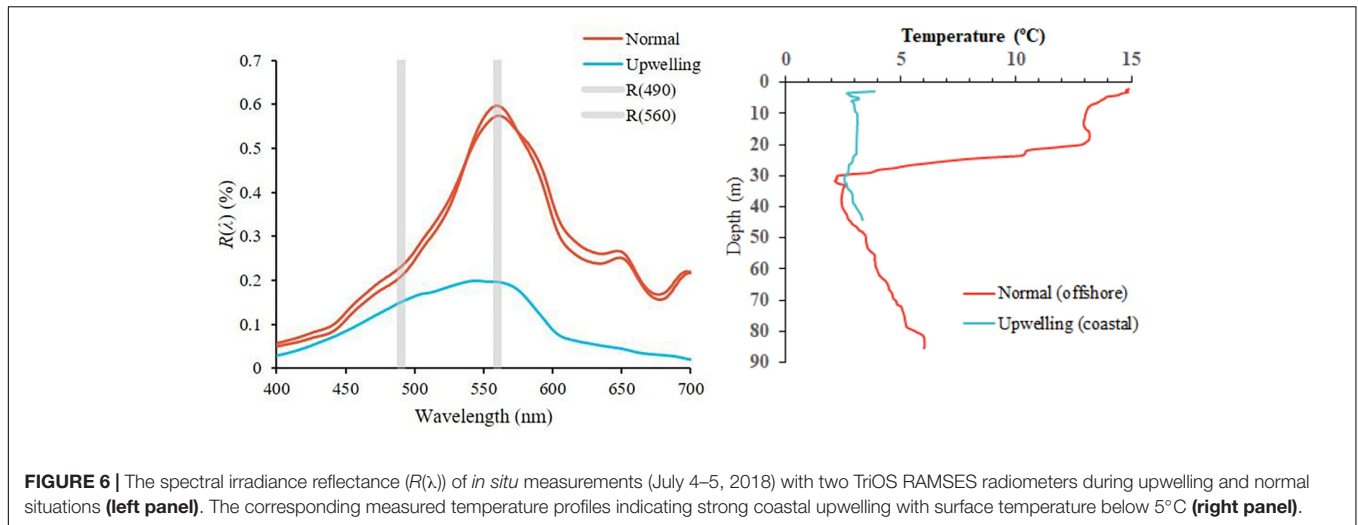 Normal
Upwelling
R(490)
R(560)
R(λ) (%)
0.7
0.6
0.5
0.4
0.3
0.2
0.1
0
400 450 500 550 600 650 700
Wavelength (nm)
Temperature (°C)
0 5 10 15
Depth (m)
0
10
20
30
40
50
60
70
80
90
Normal (offshore)
Upwelling (coastal)
FIGURE 6 | The spectral irradiance reflectance (R(λ)) of in situ measurements (July 4–5, 2018) with two TriOS RAMSES radiometers during upwelling and normal
situations (left panel). The corresponding measured temperature profiles indicating strong coastal upwelling with surface temperature below 5°C (right panel).